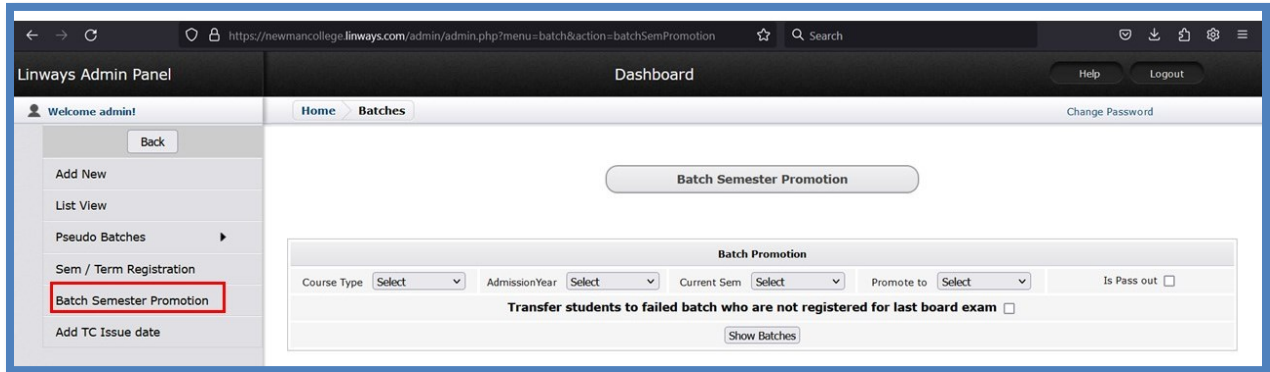 https://newmancollege.linways.com/admin/admin.php?menu=batch&action=batchSemPromotion Search
Linways Admin Panel Dashboard Help Logout
Welcome admin! Home Batches Change Password
Back
Add New
List View
Pseudo Batches
Sem / Term Registration
Batch Semester Promotion
Add TC Issue date
Batch Semester Promotion
Batch Promotion
Course Type Select AdmissionYear Select Current Sem Select Promote to Select Is Pass out
Transfer students to failed batch who are not registered for last board exam
Show Batches